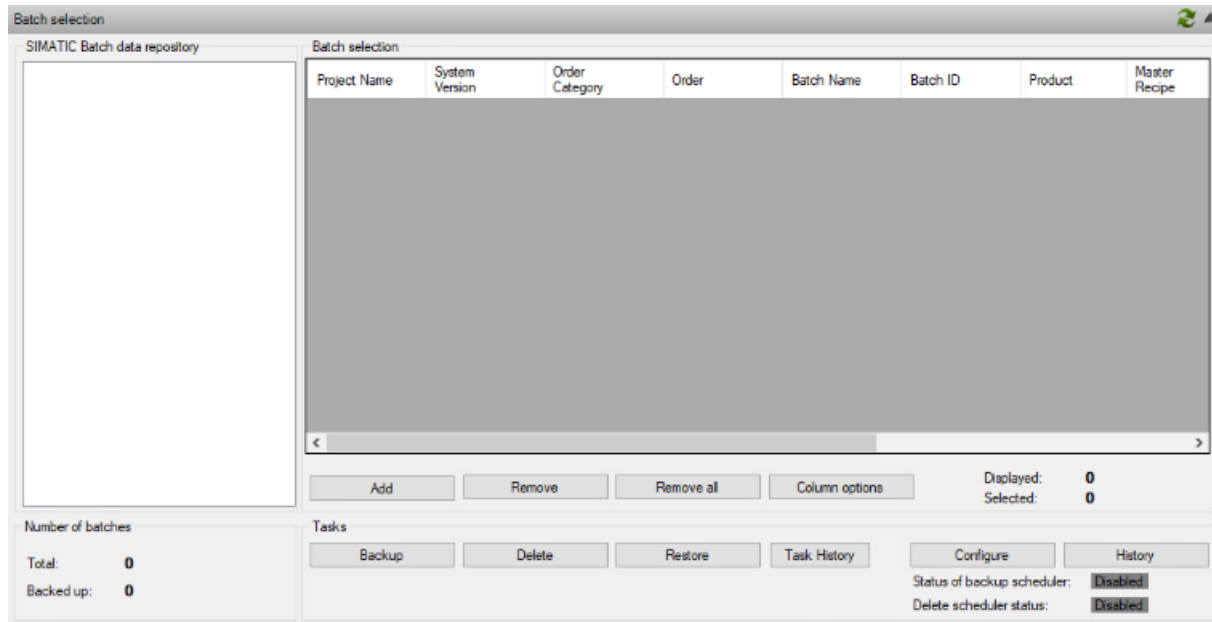 Batch selection
SIMATIC Batch data repository
Batch selection
Project Name
System
Version
Order
Category
Order
Batch Name
Batch ID
Product
Master
Recipe
Add
Remove
Remove all
Column options
Displayed: 0
Selected: 0
Number of batches
Total: 0
Backed up: 0
Tasks
Backup
Delete
Restore
Task History
Configure
History
Status of backup scheduler: Disabled
Delete scheduler status: Disabled